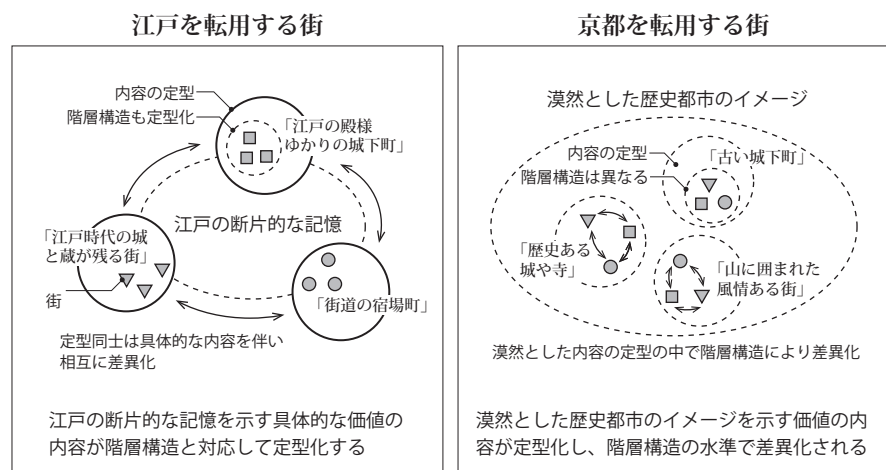 江戸を転用する街
内容の定型
階層構造も定型化
「江戸の殿様
ゆかりの城下町」
江戸の断片的な記憶
「江戸時代の城
と蔵が残る街」
街
「街道の宿場町」
定型同士は具体的な内容を伴い
相互に差異化
江戸の断片的な記憶を示す具体的な価値の
内容が階層構造と対応して定型化する
京都を転用する街
漠然とした歴史都市のイメージ
内容の定型
階層構造は異なる
「古い城下町」
「歴史ある
城や寺」
「山に囲まれた
風情ある街」
漠然とした内容の定型の中で階層構造により差異化
漠然とした歴史都市のイメージを示す価値の内
容が定型化し、階層構造の水準で差異化される